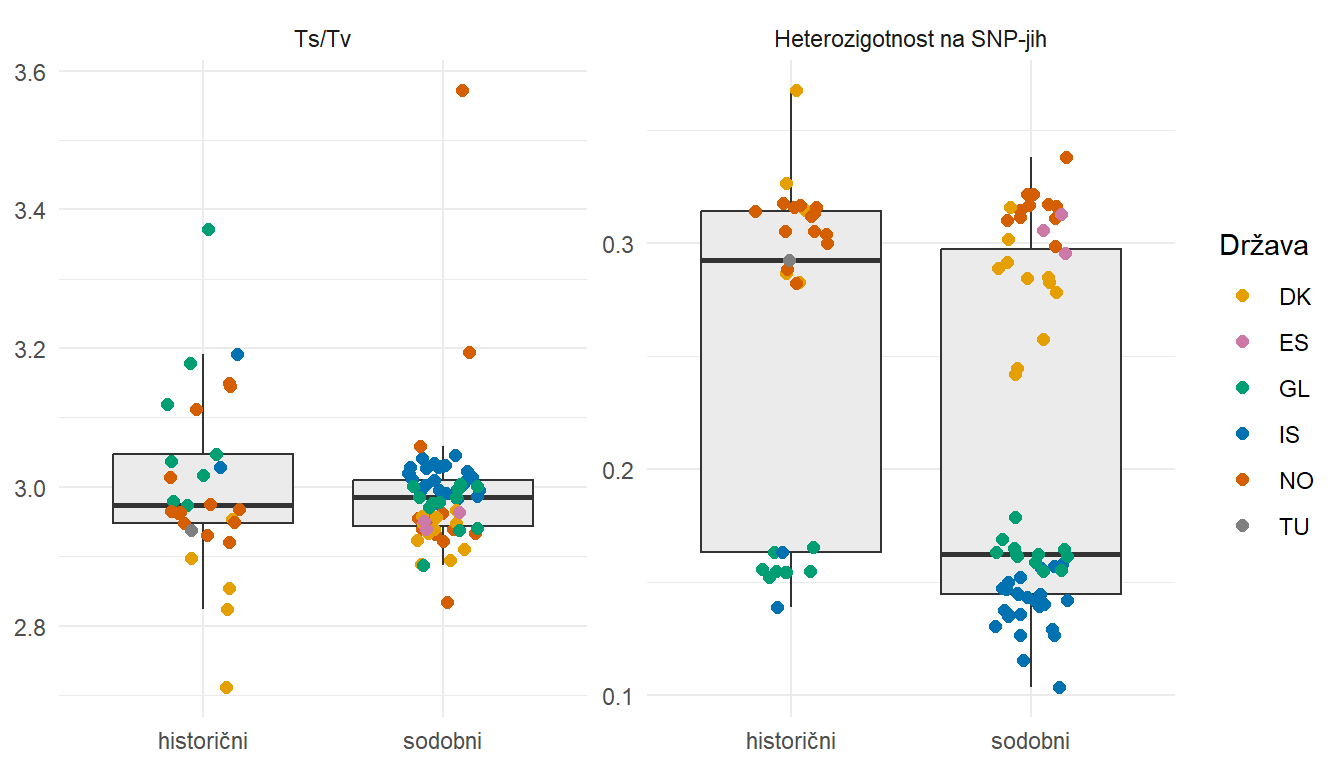 Ts/Tv
3.6
3.4
3.2
3.0
2.8
historični
sodobni
Heterozigotnost na SNP-jih
0.3
0.2
0.1
historični
sodobni
Država
DK
ES
GL
IS
NO
TU